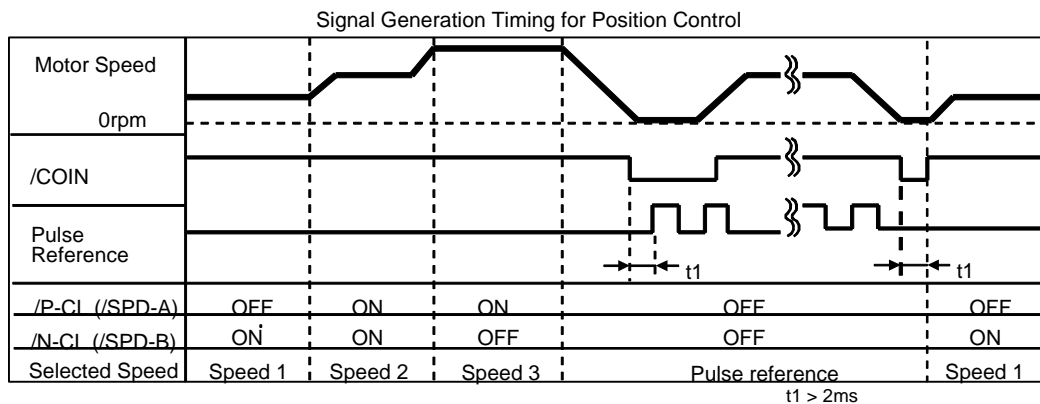 Signal Generation Timing for Position Control
Motor Speed
0rpm
/COIN
Pulse
Reference
t1
t1
/P-CL (/SPD-A) OFF ON ON OFF OFF
/N-CL (/SPD-B) ON OFF OFF ON
ON
Selected Speed Speed 1 Speed 2 Speed 3 Pulse reference Speed 1
t1 > 2ms